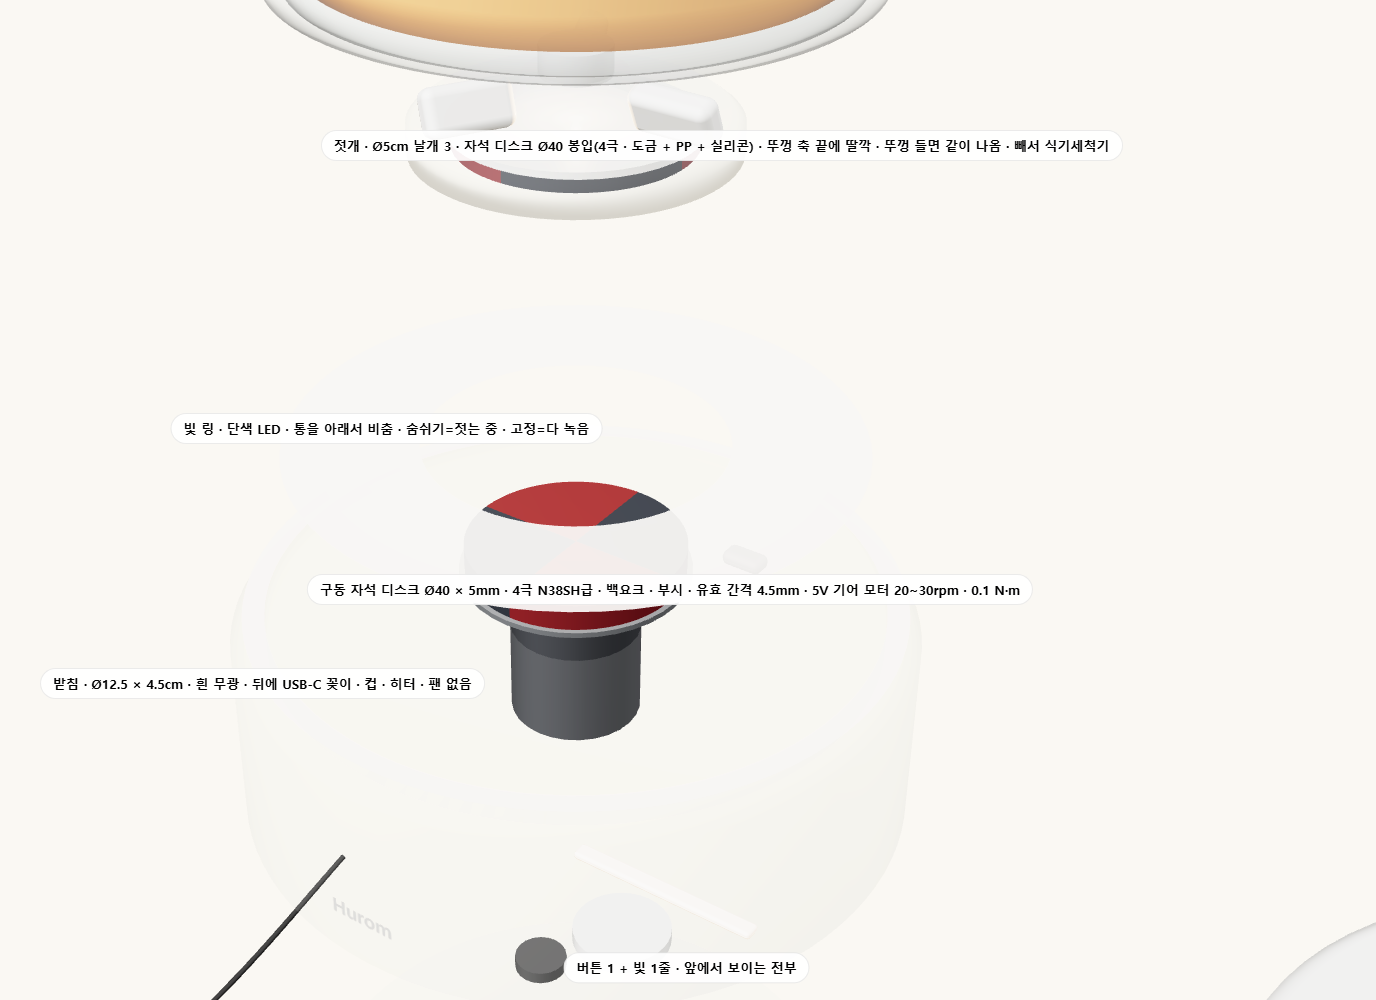 젓개 · Ø5cm 날개 3 · 자석 디스크 Ø40 봉입(4극 · 도금 + PP + 실리콘) · 뚜껑 축 끝에 딸깍 · 뚜껑 들면 같이 나옴 · 빼서 식기세척기
빛 링 · 단색 LED · 통을 아래서 비춤 · 숨쉬기=젓는 중 · 고정=다 녹음
구동 자석 디스크 Ø40 × 5mm · 4극 N38SH급 · 백요크 · 부시 · 유효 간격 4.5mm · 5V 기어 모터 20~30rpm · 0.1 N·m
받침 · Ø12.5 × 4.5cm · 흰 무광 · 뒤에 USB-C 꽂이 · 컵 · 히터 · 팬 없음
Hurom
버튼 1 + 빛 1줄 · 앞에서 보이는 전부